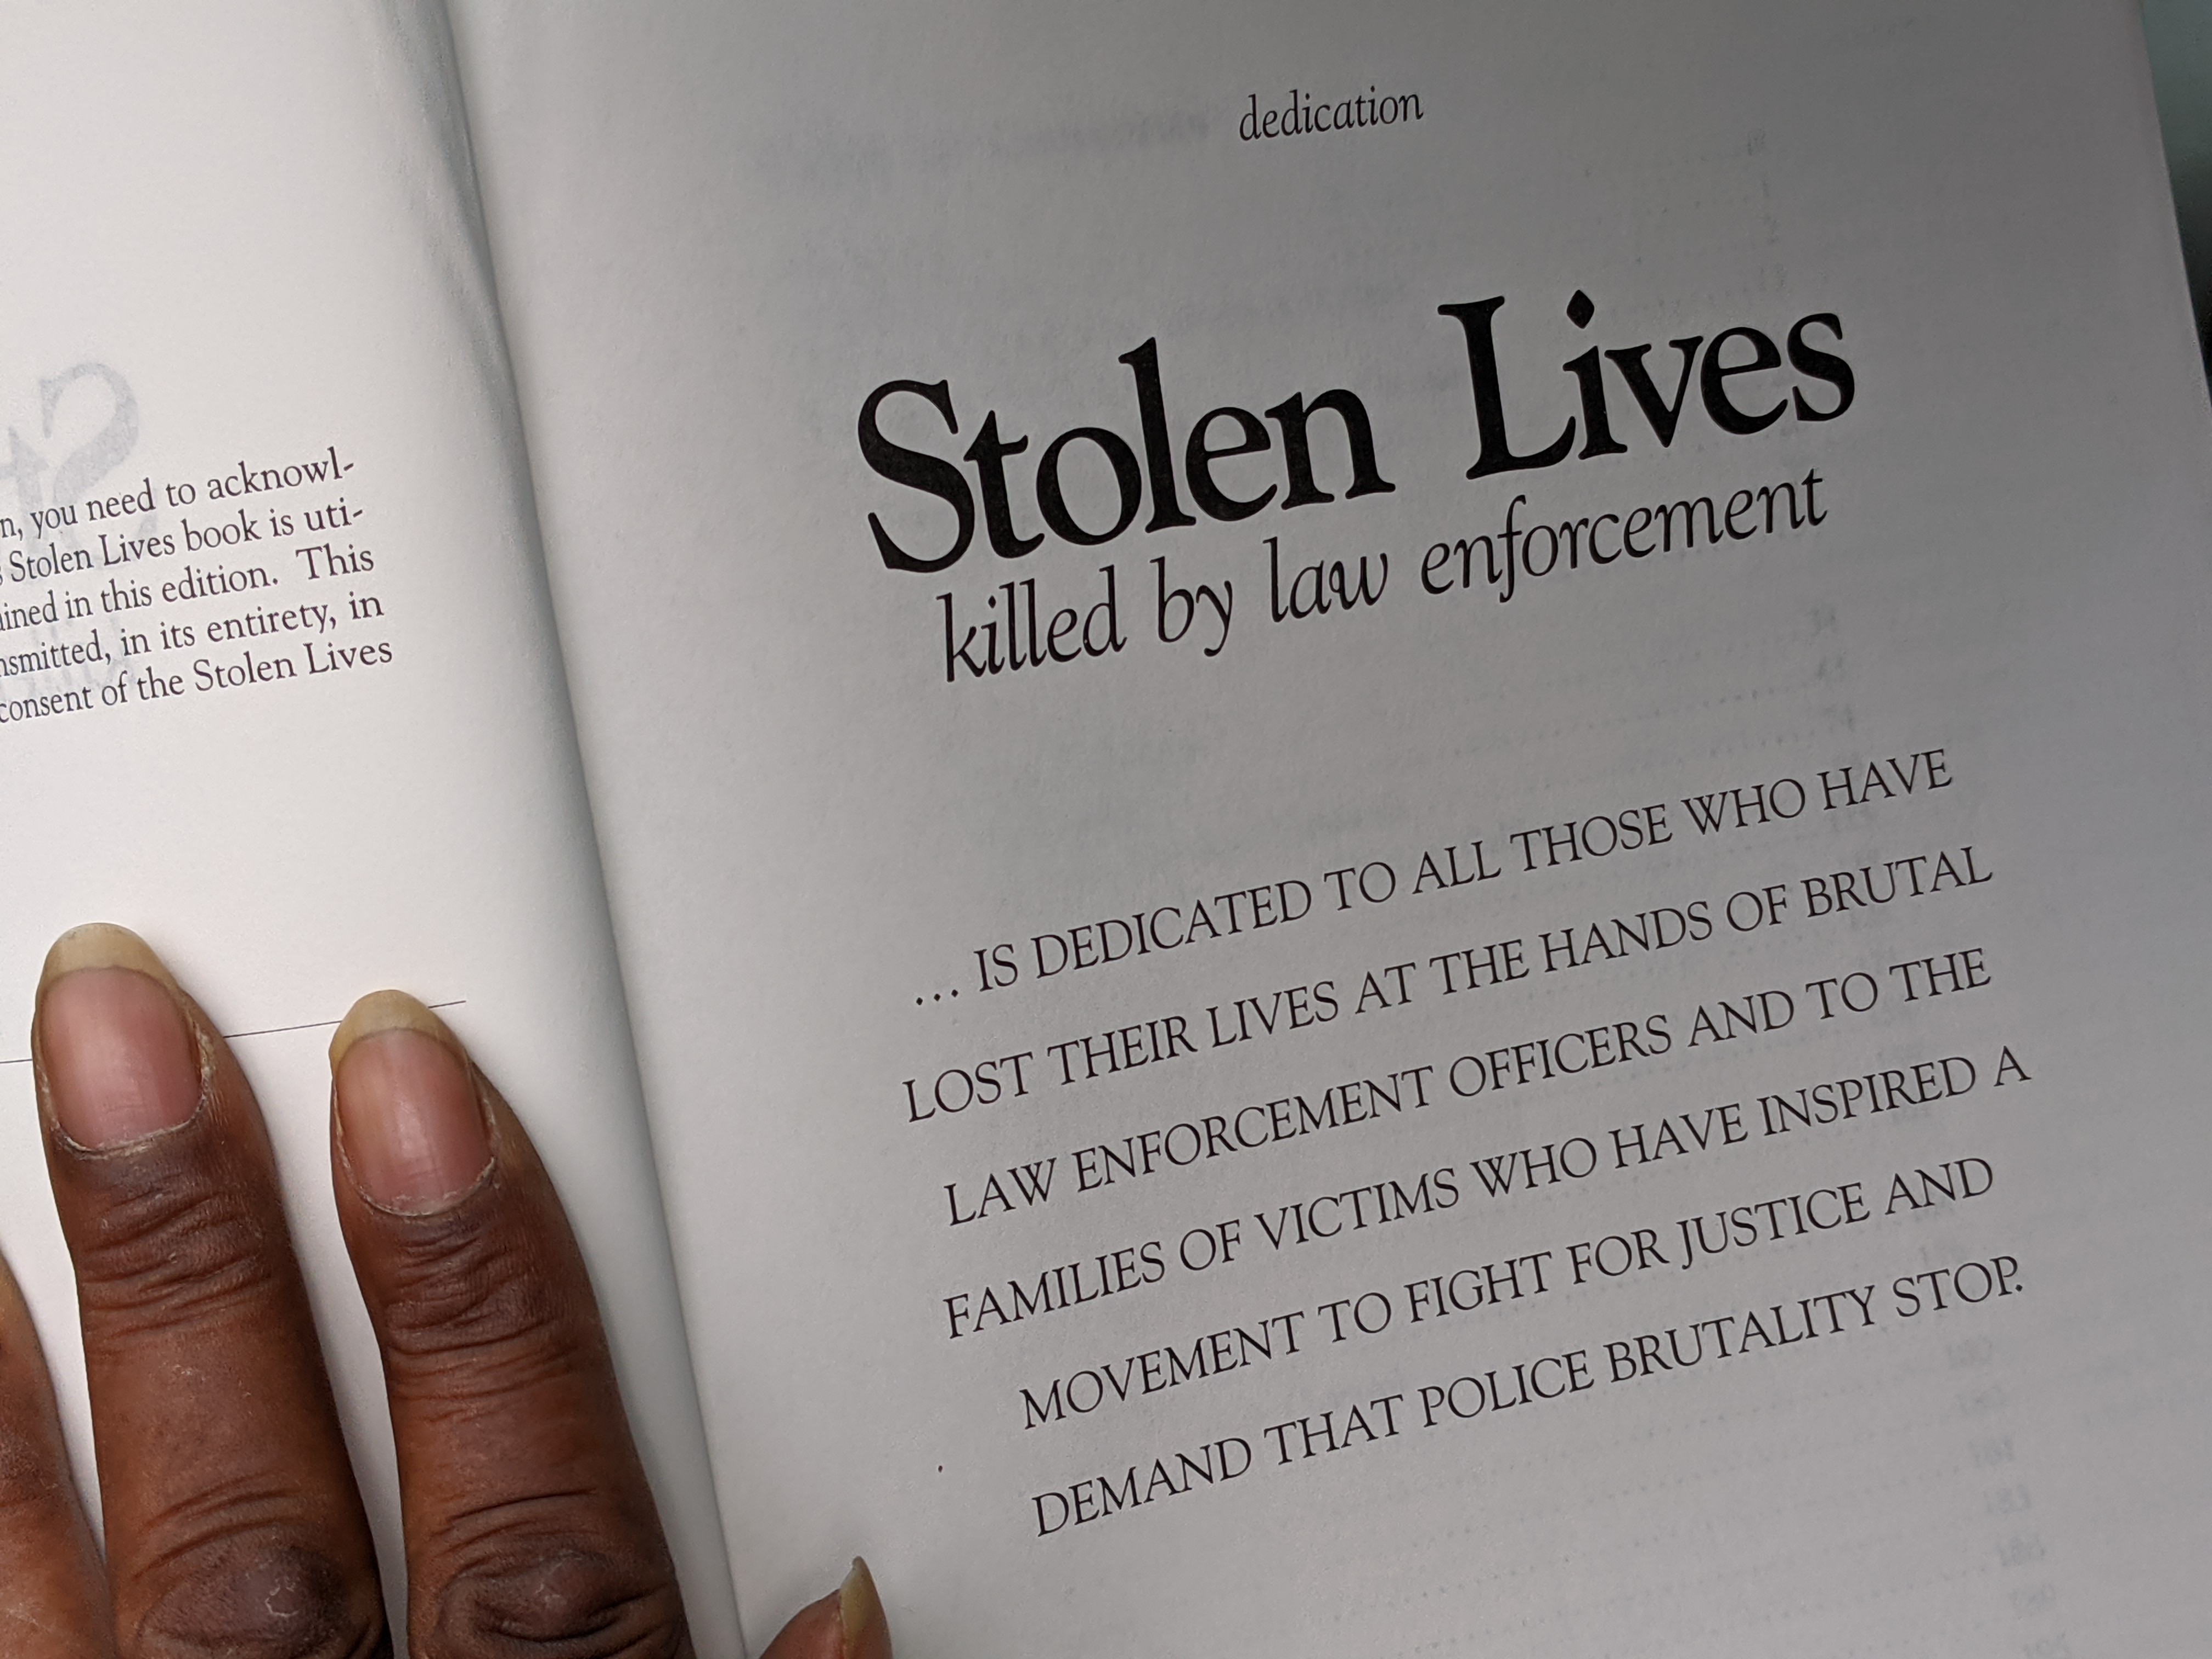 n, you need to acknowl-
Stolen Lives book is uti-
ined in this edition. This
nsmitted, in its entirety, in
consent of the Stolen Lives
dedication
Stolen Lives
killed by law enforcement
... IS DEDICATED TO ALL THOSE WHO HAVE
LOST THEIR LIVES AT THE HANDS OF BRUTAL
LAW ENFORCEMENT OFFICERS AND TO THE
FAMILIES OF VICTIMS WHO HAVE INSPIRED A
MOVEMENT TO FIGHT FOR JUSTICE AND
DEMAND THAT POLICE BRUTALITY STOP.